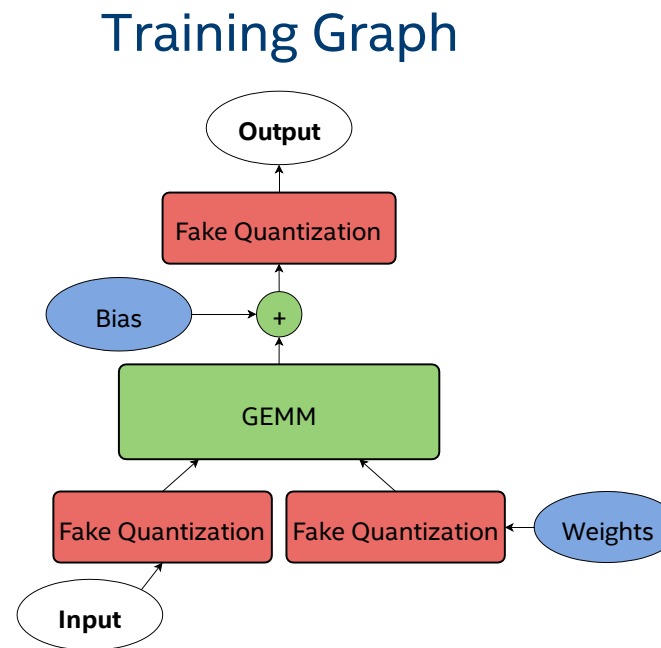 Training Graph
Output
Fake Quantization
Bias
+
GEMM
Fake Quantization
Fake Quantization
Weights
Input